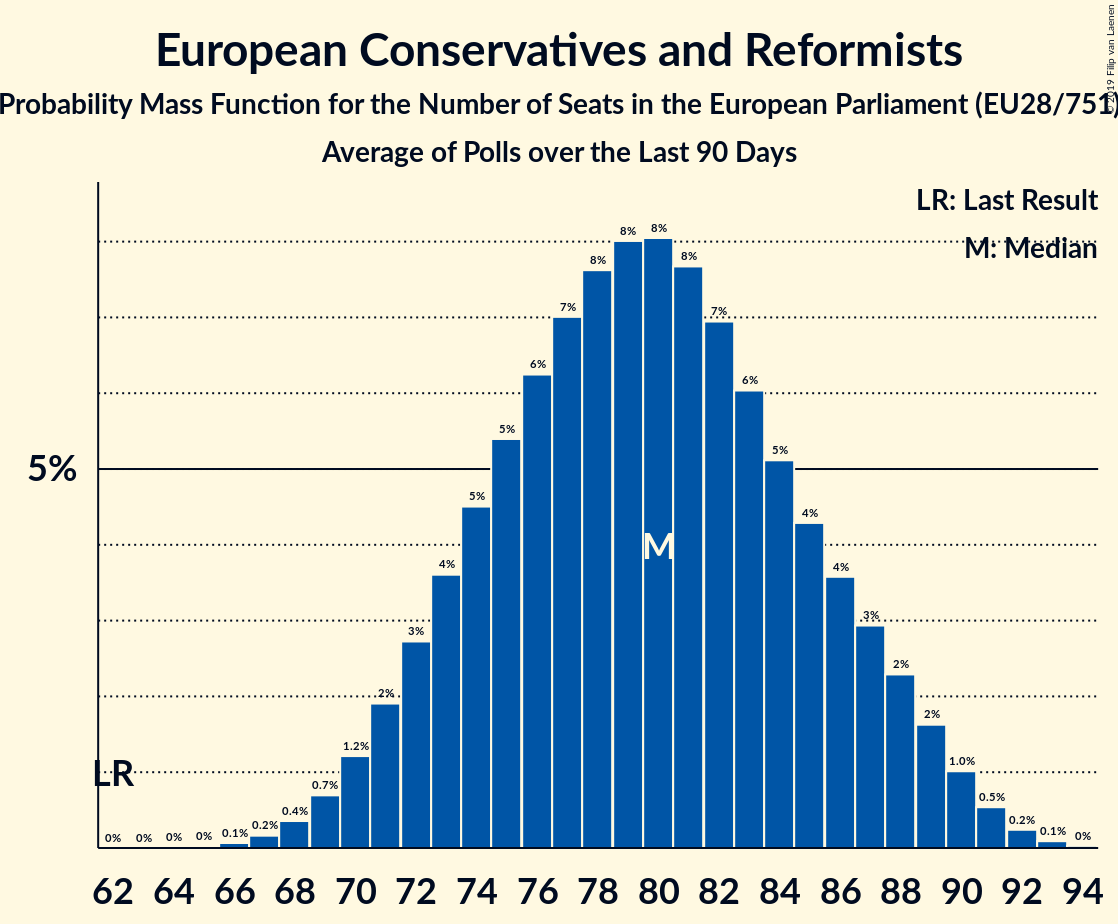 European Conservatives and Reformists
Probability Mass Function for the Number of Seats in the European Parliament (EU28/751)
Average of Polls over the Last 90 Days
© 2019 Filip van Laenen
LR: Last Result
M: Median
5%
LR
M
0% 0% 0% 0% 0.1% 0.2% 0.4% 0.7% 1.2% 2% 3% 4% 5% 5% 6% 7% 8% 8% 8% 8% 7% 6% 5% 4% 4% 3% 2% 2% 1.0% 0.5% 0.2% 0.1% 0%
62 64 66 68 70 72 74 76 78 80 82 84 86 88 90 92 94